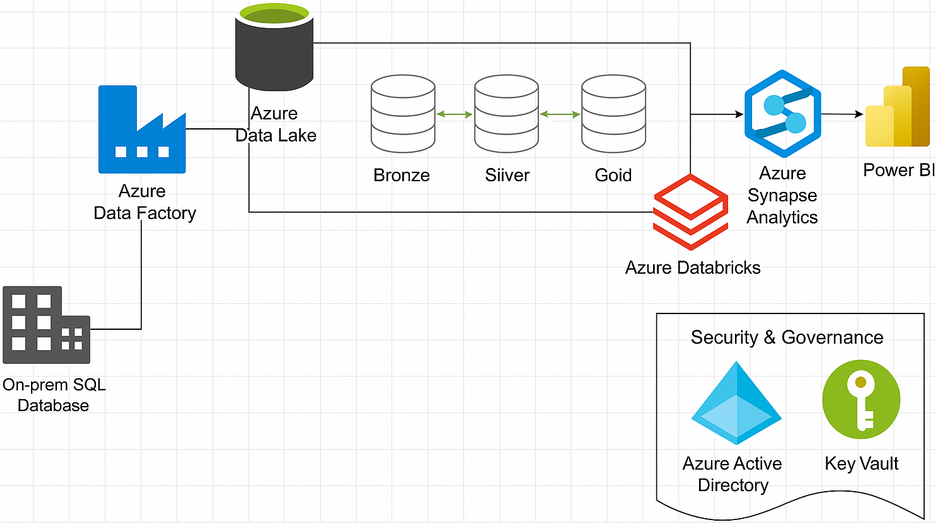 Azure
Data Lake
Azure
Data Factory
Bronze
Siiver
Goid
Azure
Synapse
Analytics
Power BI
Azure Databricks
On-prem SQL
Database
Security & Governance
Azure Active
Directory
Key Vault